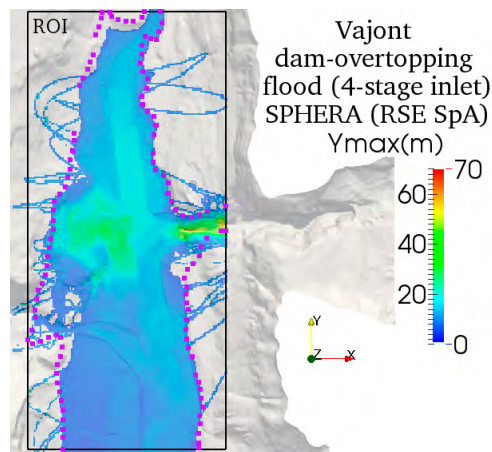 ROI
Vajont
dam-overtopping
flood (4-stage inlet)
SPHERA (RSE SpA)
Ymax(m)
70
60
40
20
0
Y
Z
X